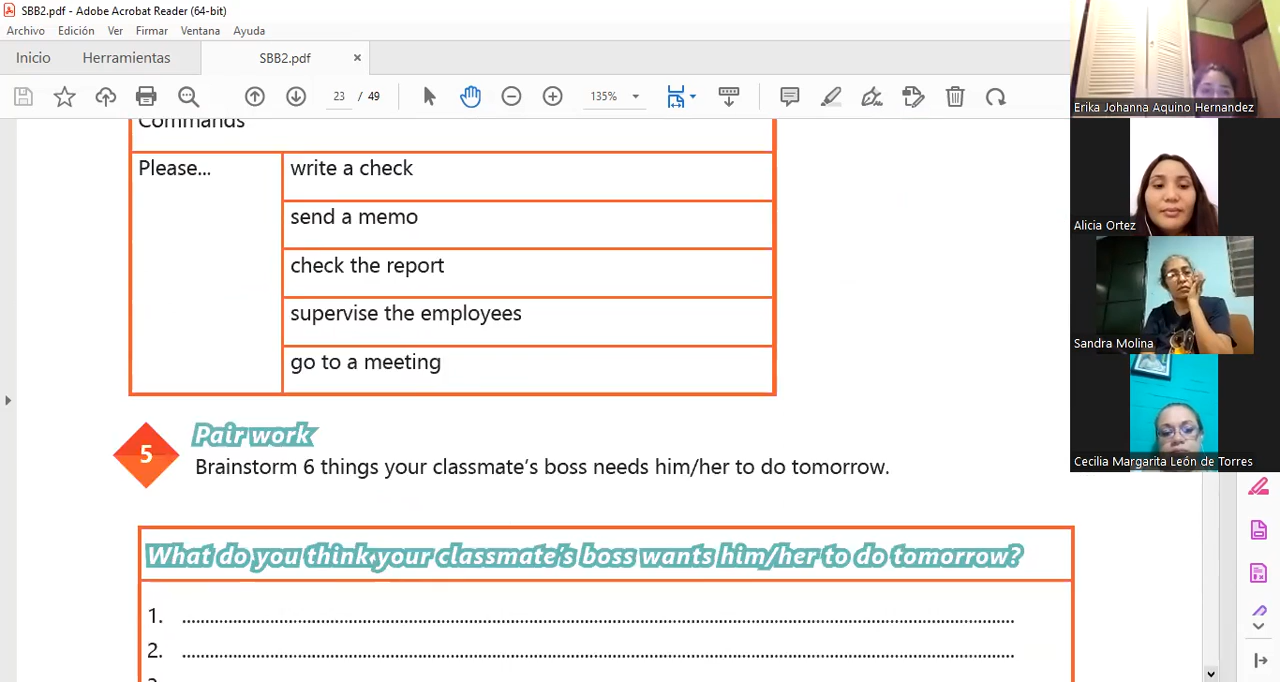 SBB2.pdf - Adobe Acrobat Reader (64-bit)
Archivo Edición Ver Firmar Ventana Ayuda
Inicio Herramientas SBB2.pdf ×
23 / 49 135%
Commands
Please... write a check
send a memo
check the report
supervise the employees
go to a meeting
5 Pair work
Brainstorm 6 things your classmate's boss needs him/her to do tomorrow.
What do you think your classmate's boss wants him/her to do tomorrow?
1. ........................................................................
2. ........................................................................
Erika Johanna Aquino Hernandez
Alicia Ortez
Sandra Molina
Cecilia Margarita León de Torres